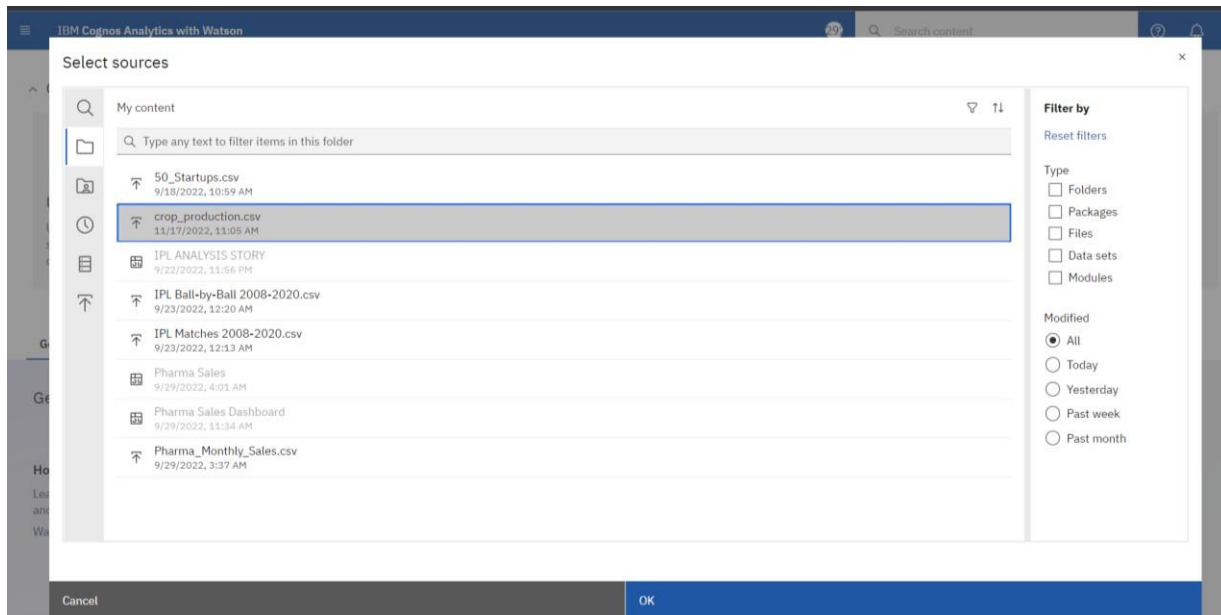 IBM Cognos Analytics with Watson
29
Search content
Select sources
My content
Type any text to filter items in this folder
50_Startups.csv
9/18/2022, 10:59 AM
crop_production.csv
11/17/2022, 11:05 AM
IPL ANALYSIS STORY
9/22/2022, 11:56 PM
IPL Ball-by-Ball 2008-2020.csv
9/23/2022, 12:20 AM
IPL Matches 2008-2020.csv
9/23/2022, 12:13 AM
Pharma Sales
9/29/2022, 4:01 AM
Pharma Sales Dashboard
9/29/2022, 11:34 AM
Pharma_Monthly_Sales.csv
9/29/2022, 3:37 AM
Filter by
Reset filters
Type
Folders
Packages
Files
Data sets
Modules
Modified
All
Today
Yesterday
Past week
Past month
Cancel
OK